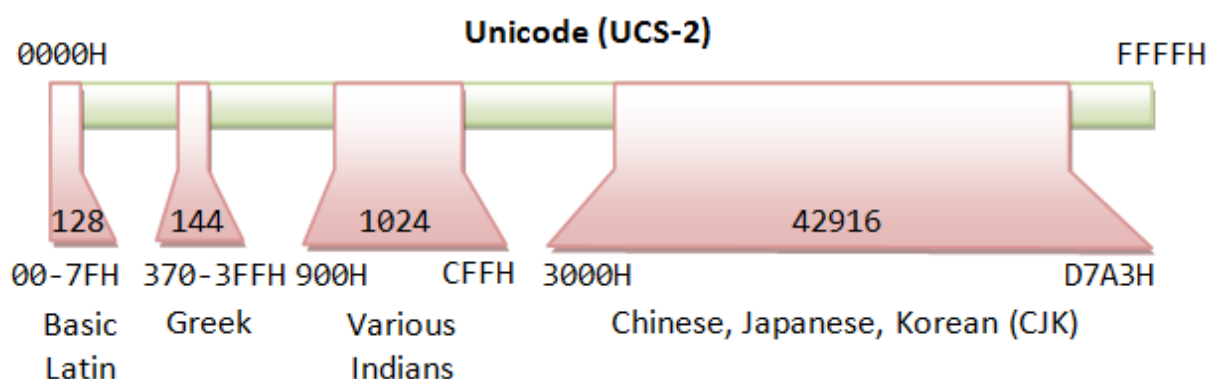 Unicode (UCS-2)
0000H FFFFH
128 144 1024 42916
00-7FH 370-3FFH 900H CFFH 3000H D7A3H
Basic Greek Various Chinese, Japanese, Korean (CJK)
Latin Indians